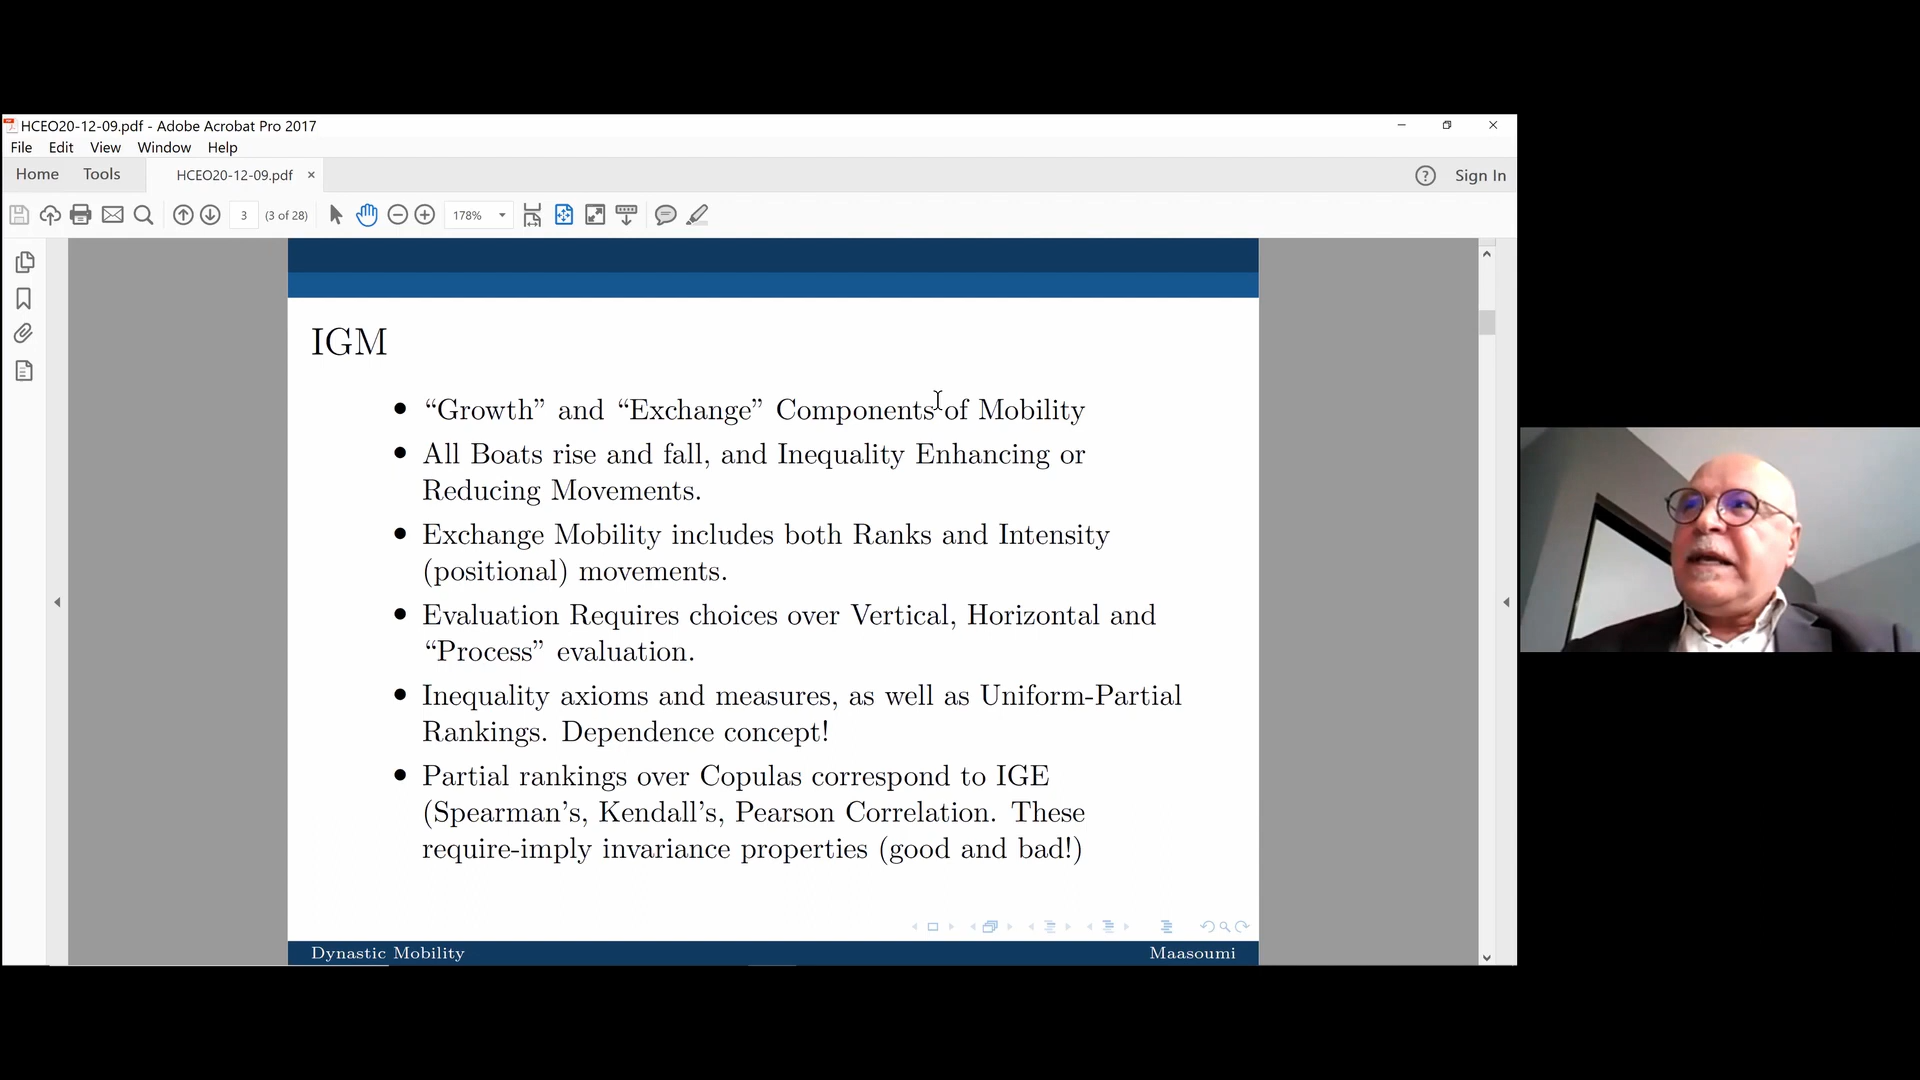 HCEO20-12-09.pdf - Adobe Acrobat Pro 2017
File Edit View Window Help
Home Tools HCEO20-12-09.pdf × ? Sign In
3 (3 of 28) 178%
IGM
• “Growth” and “Exchange” Components of Mobility
• All Boats rise and fall, and Inequality Enhancing or
Reducing Movements.
• Exchange Mobility includes both Ranks and Intensity
(positional) movements.
• Evaluation Requires choices over Vertical, Horizontal and
“Process” evaluation.
• Inequality axioms and measures, as well as Uniform-Partial
Rankings. Dependence concept!
• Partial rankings over Copulas correspond to IGE
(Spearman’s, Kendall’s, Pearson Correlation. These
require-imply invariance properties (good and bad!)
Dynastic Mobility Maasoumi